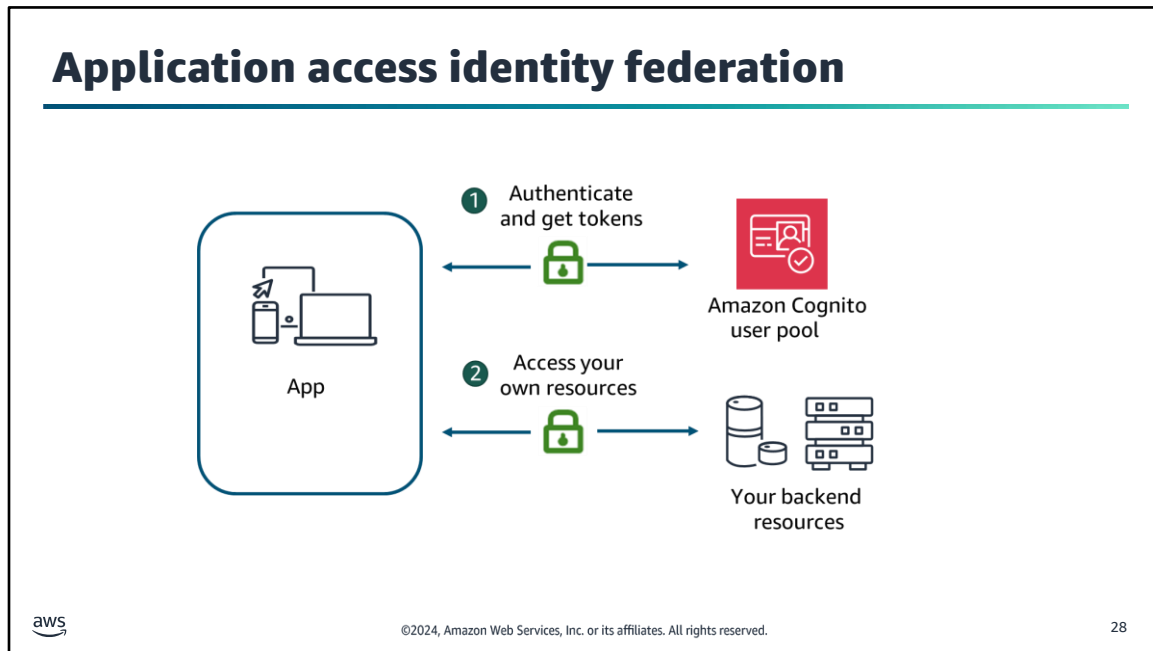 Application access identity federation
1
Authenticate
and get tokens
Amazon Cognito
user pool
App
2
Access your
own resources
Your backend
resources
aws
©2024, Amazon Web Services, Inc. or its affiliates. All rights reserved.
28